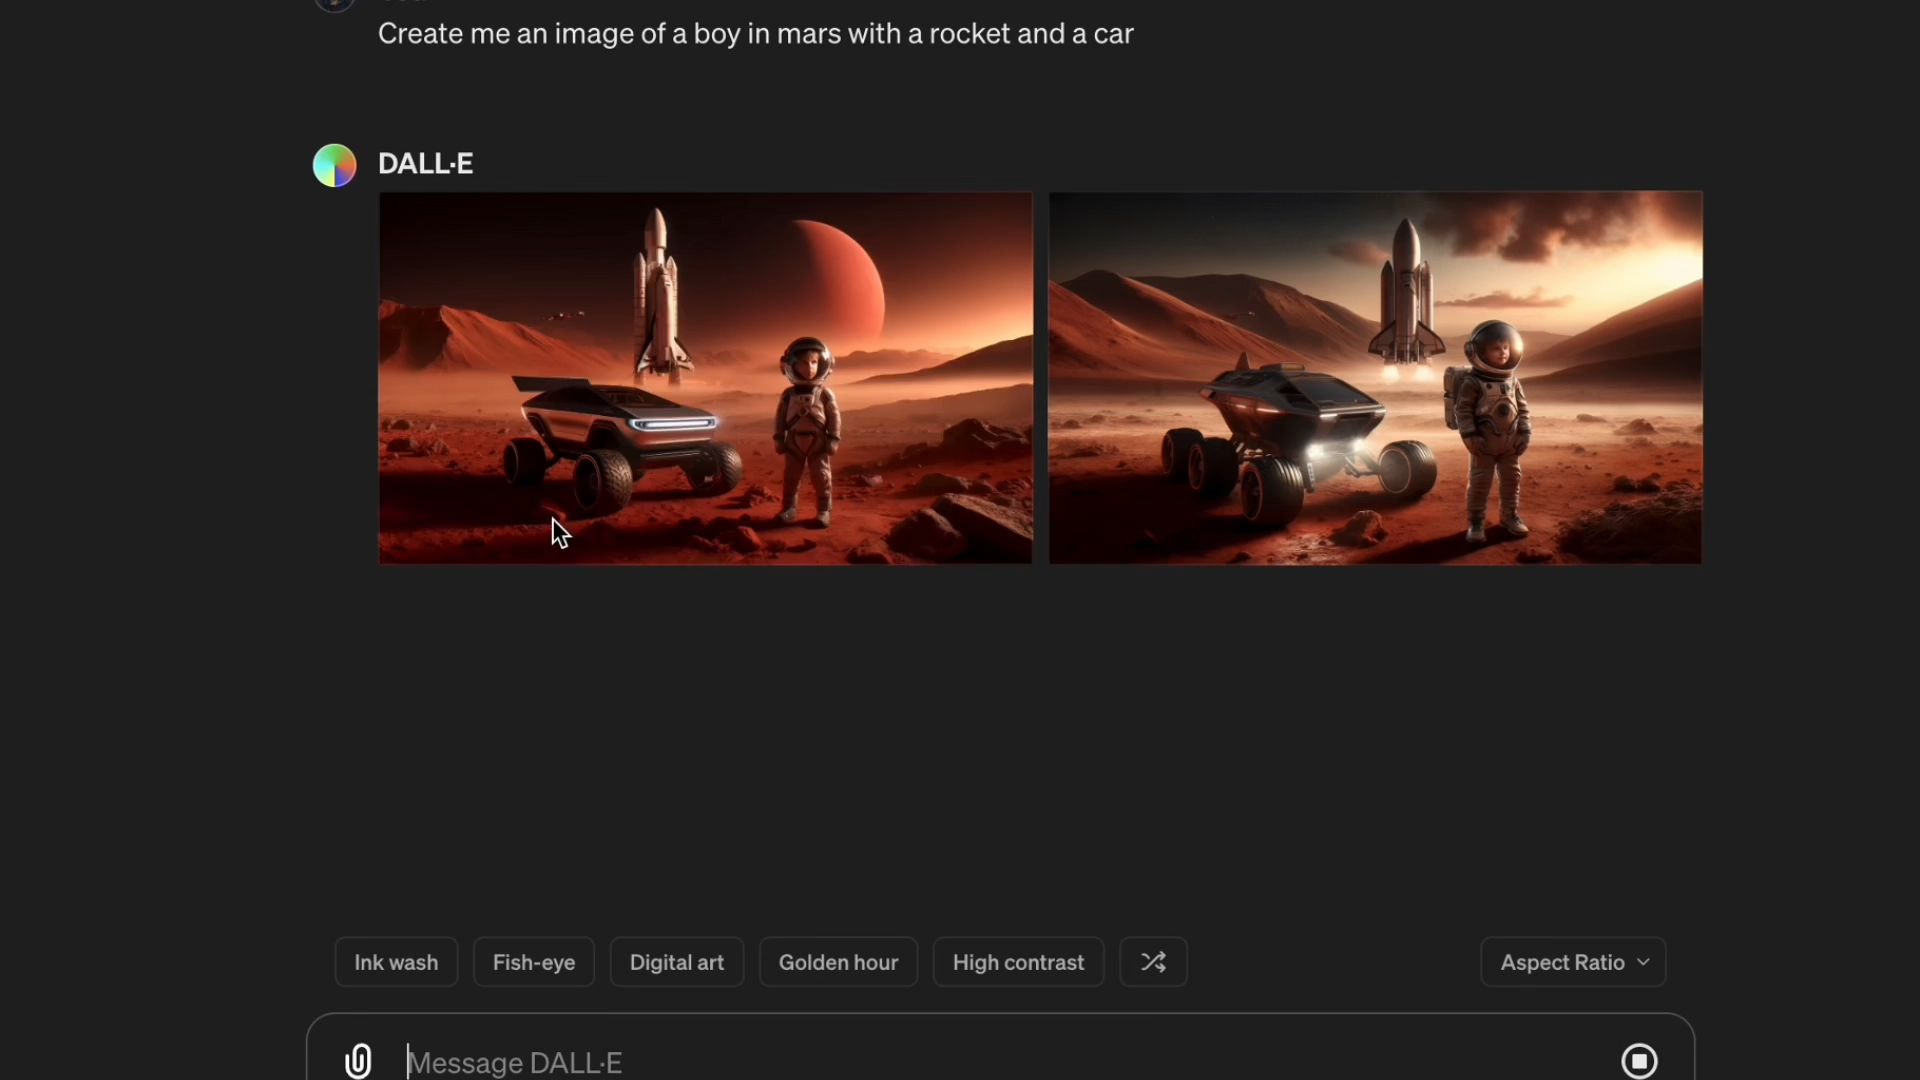 Create me an image of a boy in mars with a rocket and a car
DALL·E
Ink wash
Fish-eye
Digital art
Golden hour
High contrast
Aspect Ratio
Message DALL·E